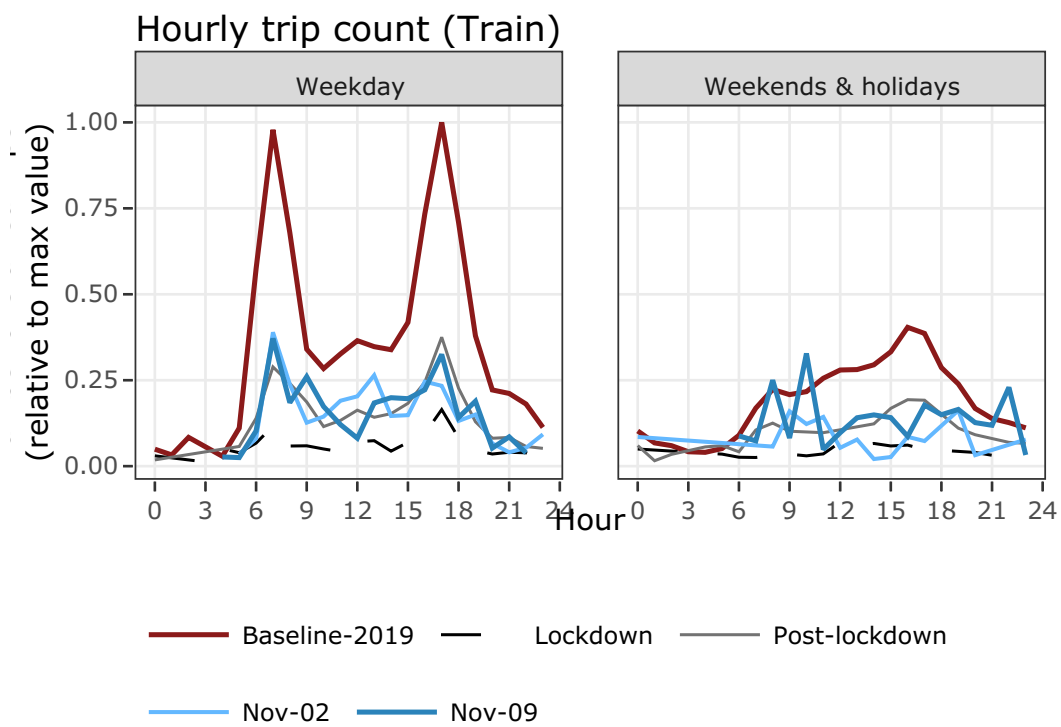 Hourly trip count (Train)
Weekday
Weekends & holidays
(relative to max value)
1.00
0.75
0.50
0.25
0.00
0 3 6 9 12 15 18 21 24
0 3 6 9 12 15 18 21 24
Hour
Baseline-2019 Lockdown Post-lockdown
Nov-02 Nov-09